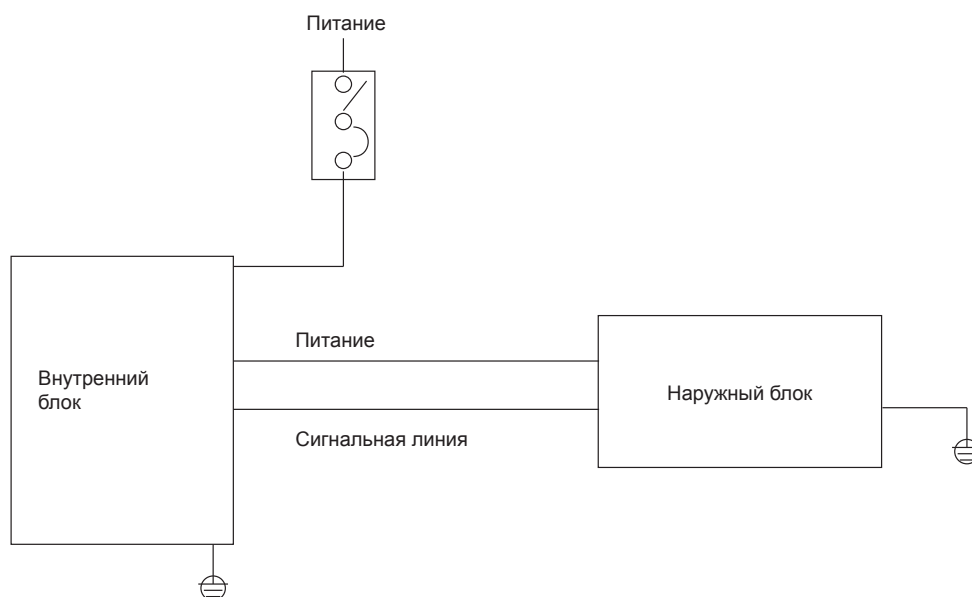 Питание
Питание
Внутренний
блок
Наружный блок
Сигнальная линия